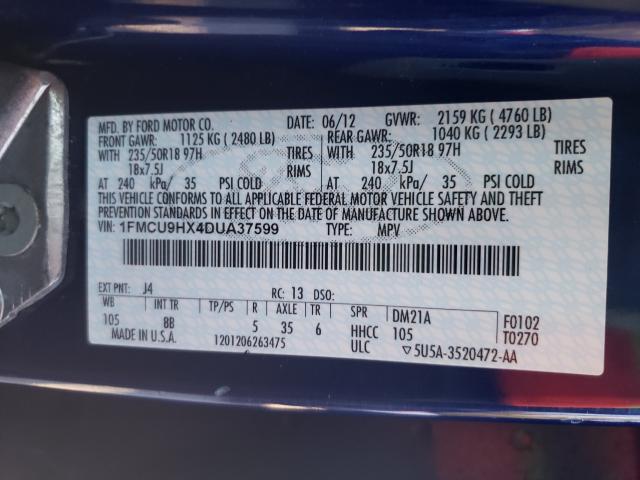 MFD. BY FORD MOTOR CO. DATE: 06/12 GVWR: 2159 KG ( 4760 LB)
FRONT GAWR: 1125 KG ( 2480 LB) REAR GAWR: 1040 KG ( 2293 LB)
WITH 235/50R18 97H TIRES WITH 235/50R18 97H TIRES
18x7.5J RIMS 18x7.5J RIMS
AT 240 kPa/ 35 PSI COLD AT 240 kPa/ 35 PSI COLD
THIS VEHICLE CONFORMS TO ALL APPLICABLE FEDERAL MOTOR VEHICLE SAFETY AND THEFT
PREVENTION STANDARDS IN EFFECT ON THE DATE OF MANUFACTURE SHOWN ABOVE.
VIN: 1FMCU9HX4DUA37599 TYPE: MPV
EXT PNT: J4 RC: 13 DSO:
WB INT TR TP/PS R AXLE TR SPR DM21A F0102
105 8B 5 35 6 HHCC 105 T0270
MADE IN U.S.A. 1201206263475 ULC ▽5U5A-3520472-AA